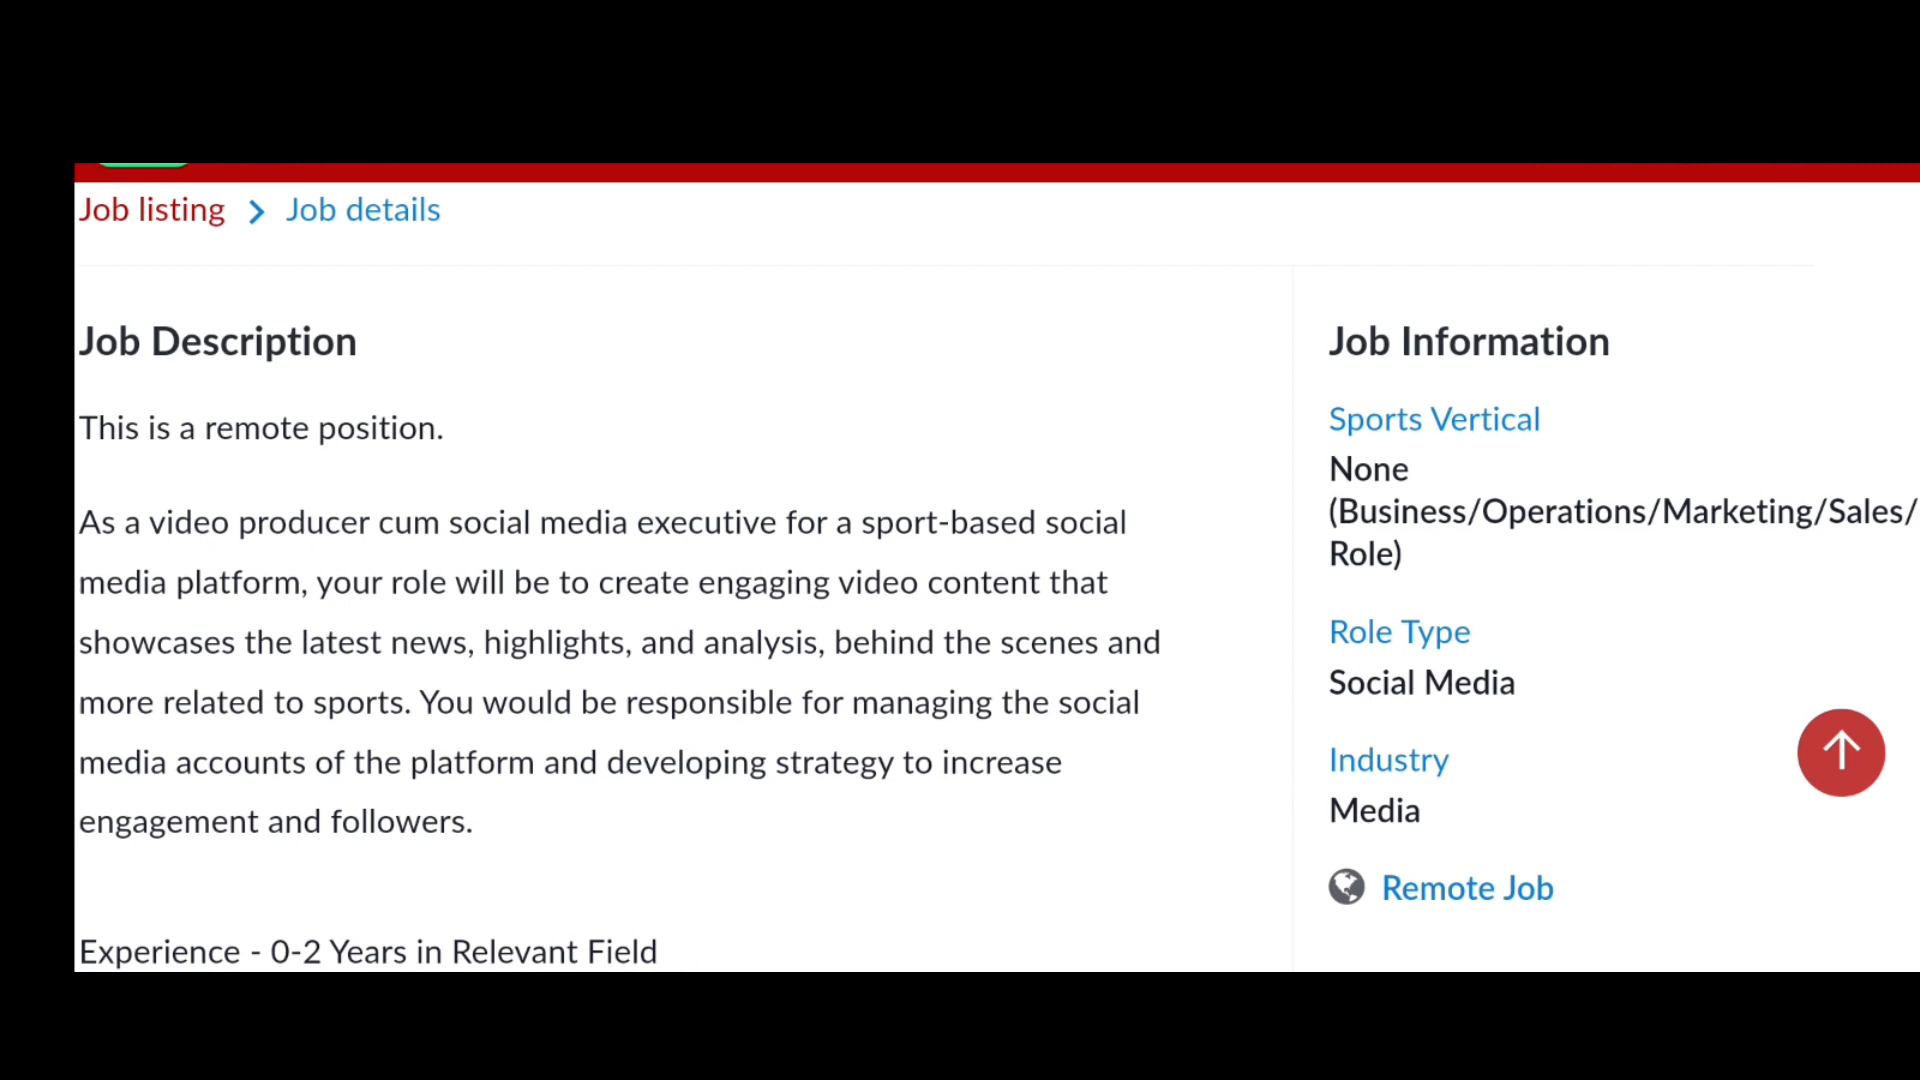 Job listing > Job details
Job Description
This is a remote position.
As a video producer cum social media executive for a sport-based social
media platform, your role will be to create engaging video content that
showcases the latest news, highlights, and analysis, behind the scenes and
more related to sports. You would be responsible for managing the social
media accounts of the platform and developing strategy to increase
engagement and followers.
Experience - 0-2 Years in Relevant Field
Job Information
Sports Vertical
None
(Business/Operations/Marketing/Sales/
Role)
Role Type
Social Media
Industry
Media
Remote Job